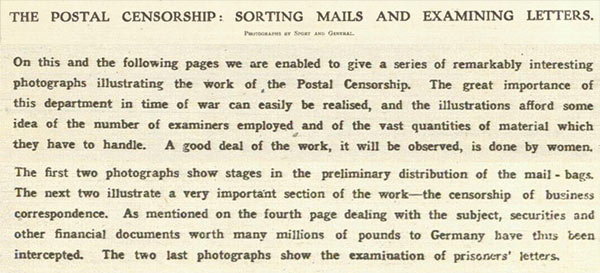 THE POSTAL CENSORSHIP: SORTING MAILS AND EXAMINING LETTERS.
PHOTOGRAPHS BY SPORT AND GENERAL.
On this and the following pages we are enabled to give a series of remarkably interesting
photographs illustrating the work of the Postal Censorship. The great importance of
this department in time of war can easily be realised, and the illustrations afford some
idea of the number of examiners employed and of the vast quantities of material which
they have to handle. A good deal of the work, it will be observed, is done by women.
The first two photographs show stages in the preliminary distribution of the mail-bags.
The next two illustrate a very important section of the work—the censorship of business
correspondence. As mentioned on the fourth page dealing with the subject, securities and
other financial documents worth many millions of pounds to Germany have thus been
intercepted. The two last photographs show the examination of prisoners' letters.